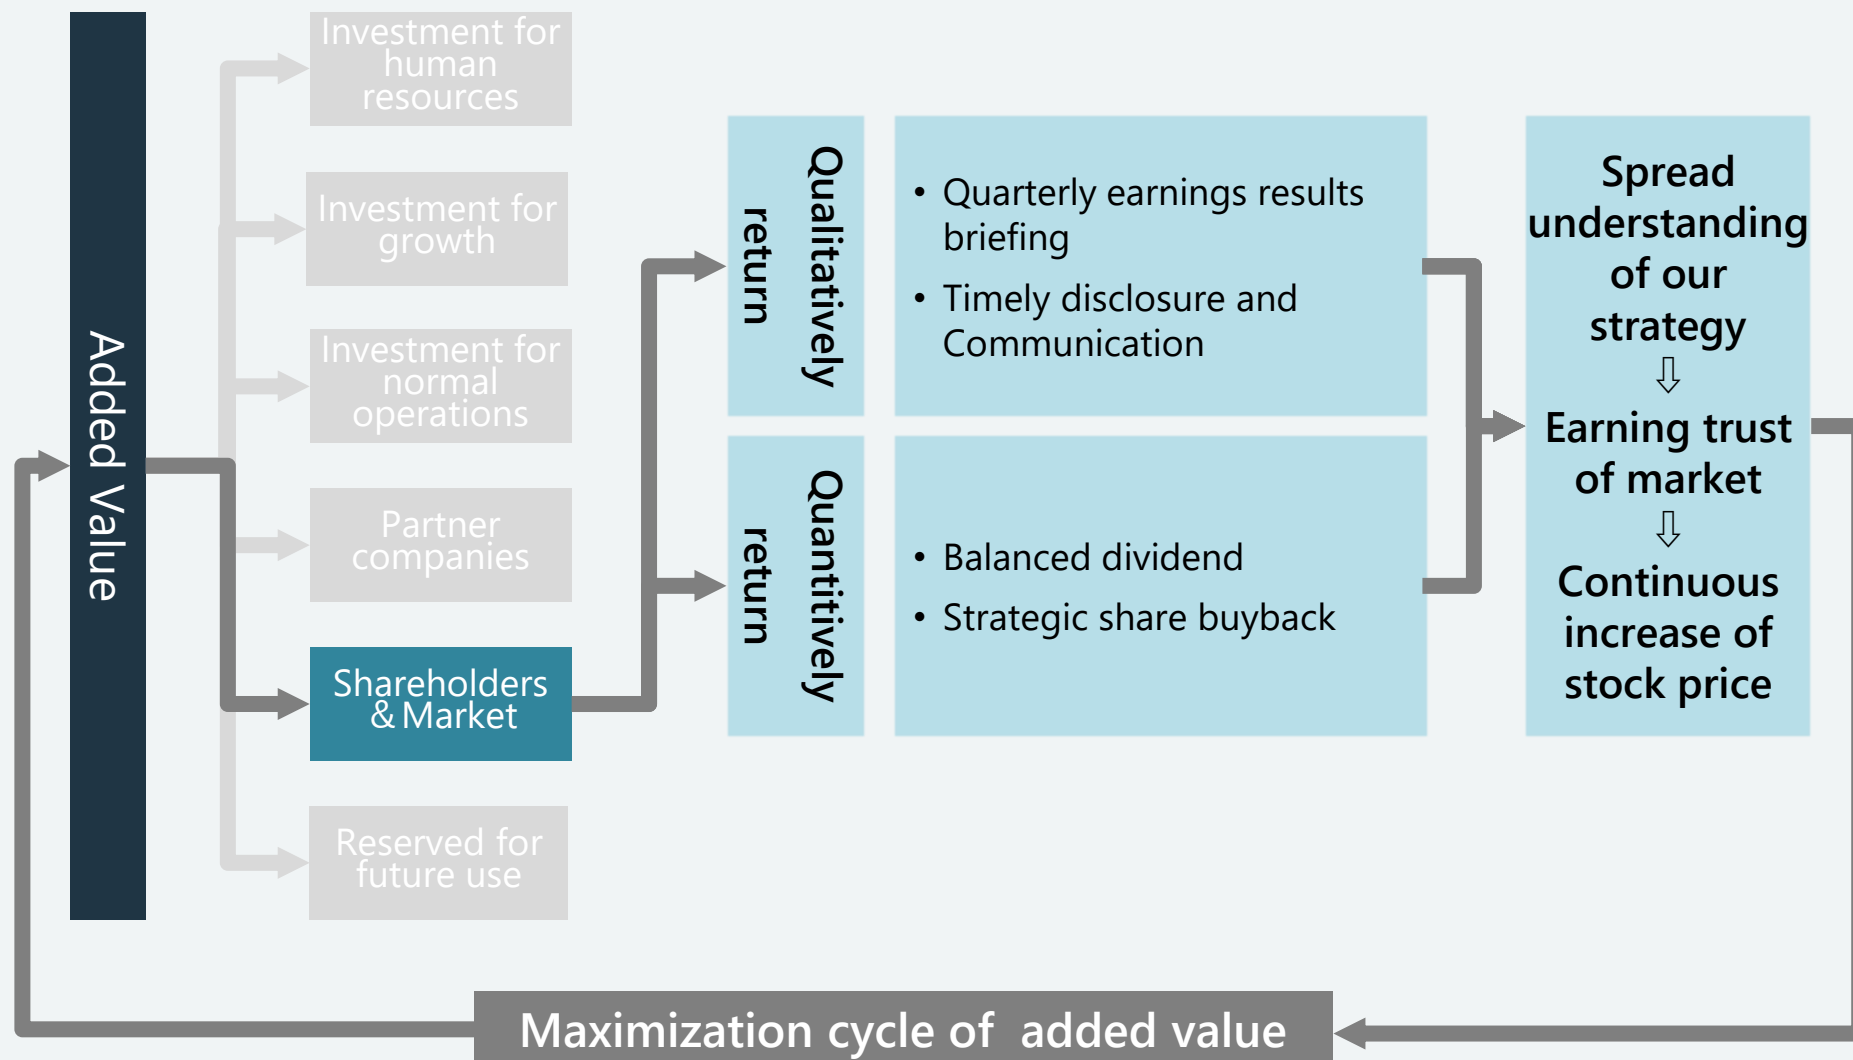 Added Value
Investment for
human
resources
Investment for
growth
Investment for
normal
operations
Partner
companies
Shareholders
& Market
Reserved for
future use
Qualitatively
return
• Quarterly earnings results
briefing
• Timely disclosure and
Communication
Quantitively
return
• Balanced dividend
• Strategic share buyback
Spread
understanding
of our
strategy
⇩
Earning trust
of market
⇩
Continuous
increase of
stock price
Maximization cycle of added value